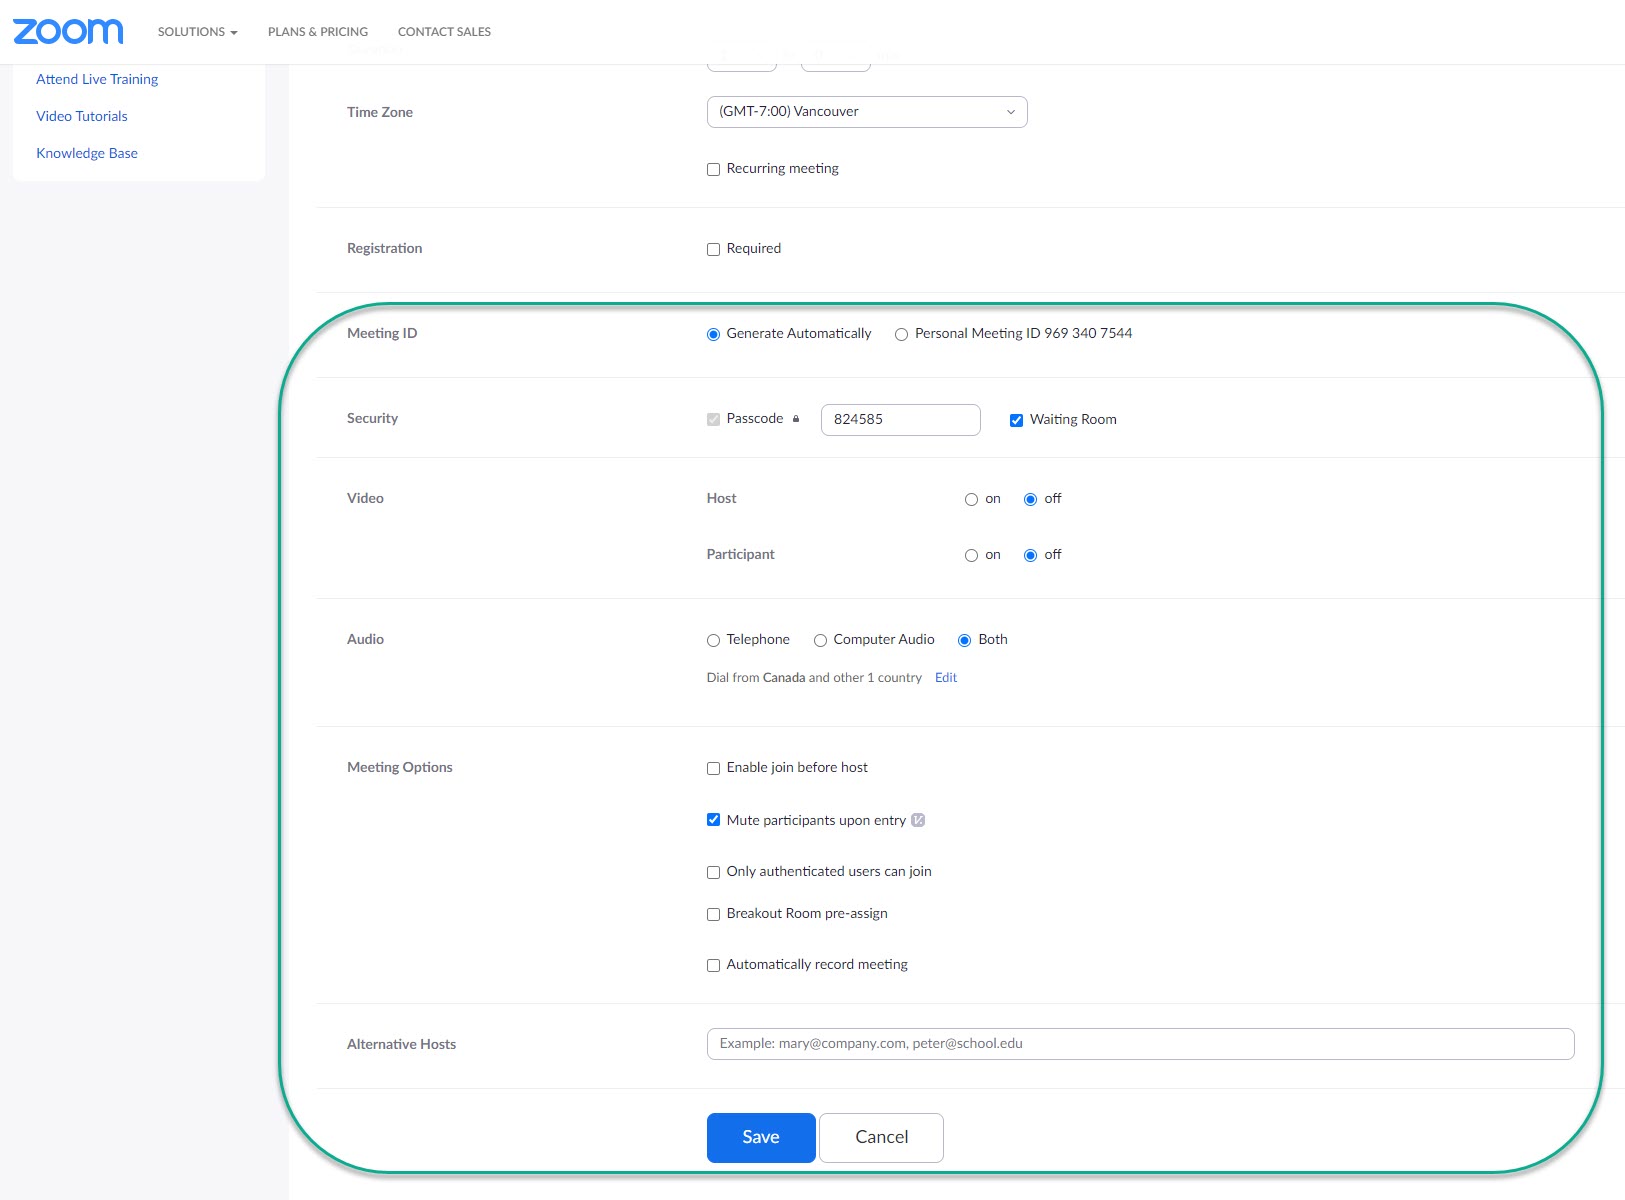 zoom SOLUTIONS PLANS & PRICING CONTACT SALES
Attend Live Training
Video Tutorials
Knowledge Base
Time Zone (GMT-7:00) Vancouver
Recurring meeting
Registration Required
Meeting ID Generate Automatically Personal Meeting ID 969 340 7544
Security Passcode 824585 Waiting Room
Video Host on off
Participant on off
Audio Telephone Computer Audio Both
Dial from Canada and other 1 country Edit
Meeting Options Enable join before host
Mute participants upon entry
Only authenticated users can join
Breakout Room pre-assign
Automatically record meeting
Alternative Hosts Example: mary@company.com, peter@school.edu
Save Cancel